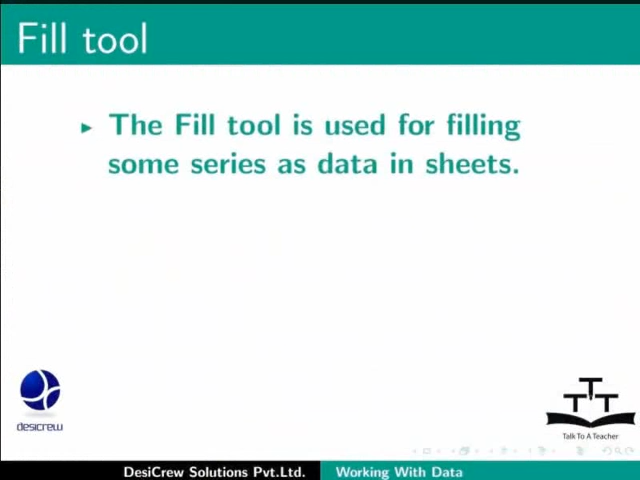 Fill tool
The Fill tool is used for filling
some series as data in sheets.
desicrew
TTT
Talk To A Teacher
DesiCrew Solutions Pvt.Ltd. Working With Data